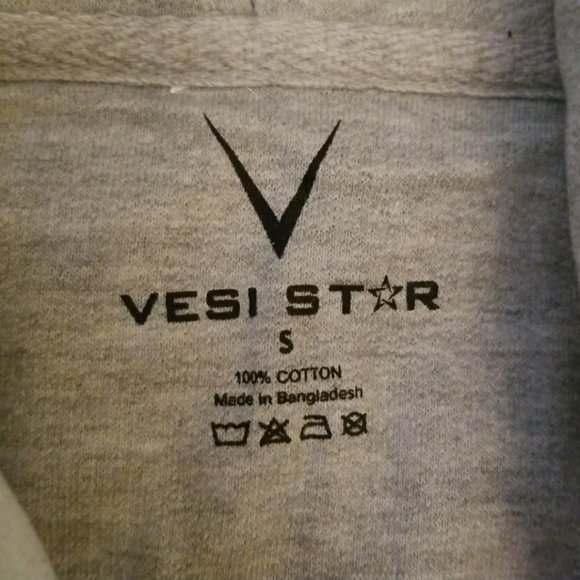 VESI ST☆R
S
100% COTTON
Made in Bangladesh